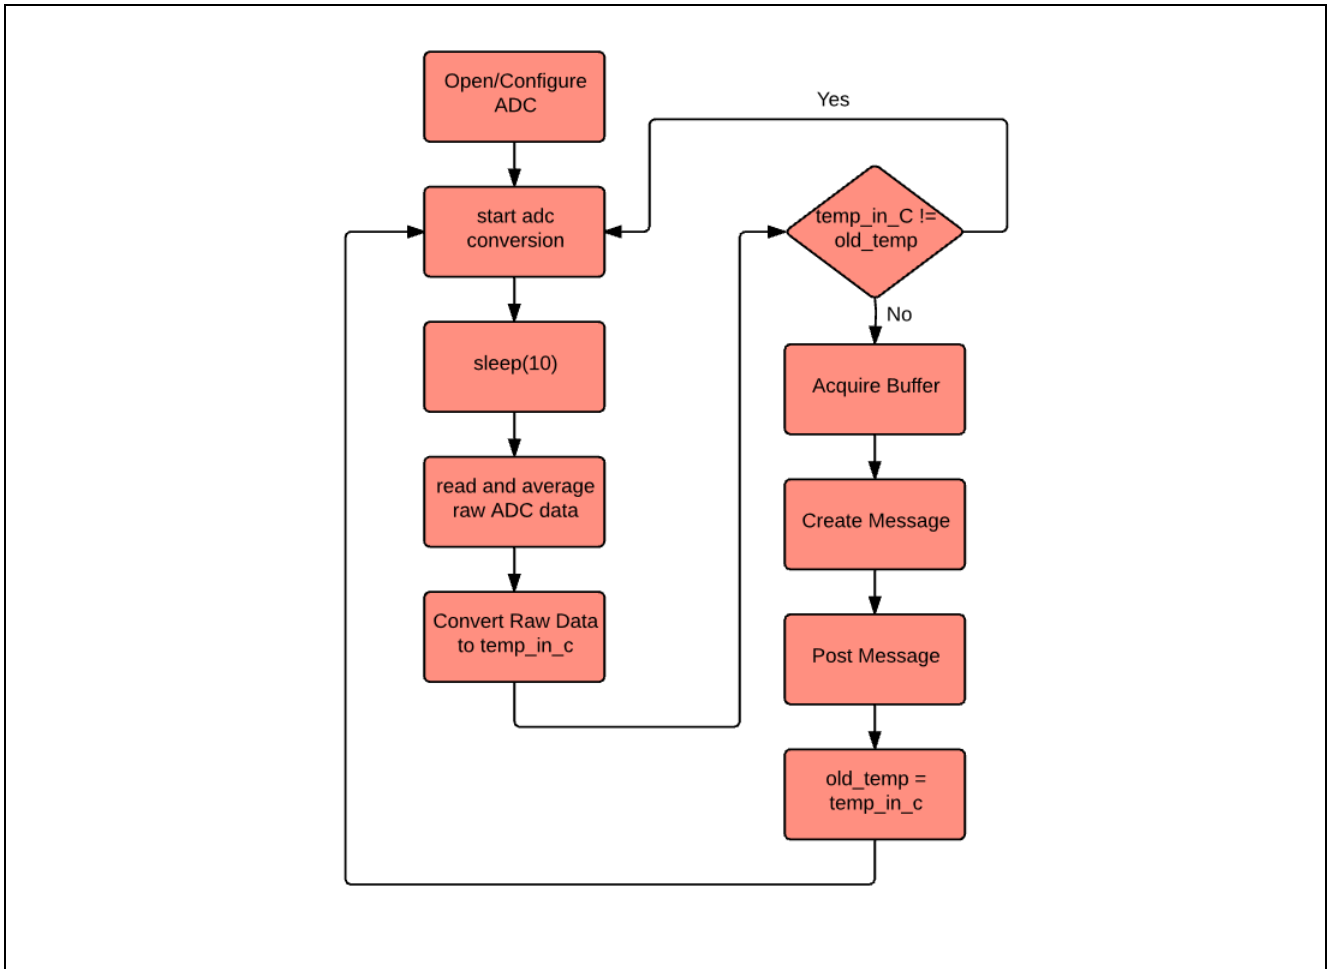 Open/Configure
ADC
start adc
conversion
sleep(10)
read and average
raw ADC data
Convert Raw Data
to temp_in_c
Yes
temp_in_C !=
old_temp
No
Acquire Buffer
Create Message
Post Message
old_temp =
temp_in_c